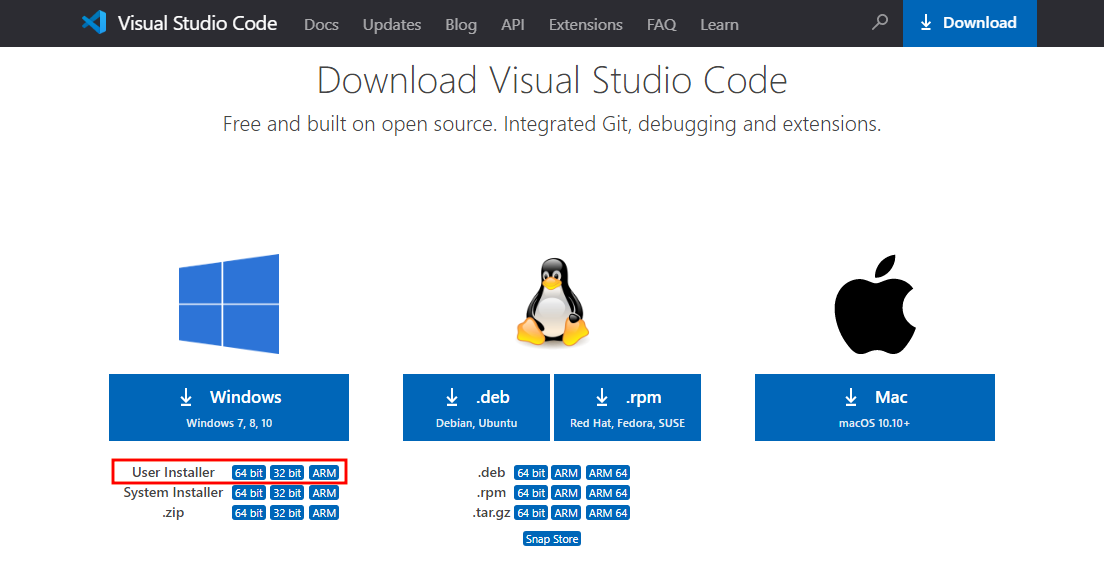 Visual Studio Code Docs Updates Blog API Extensions FAQ Learn Download
Download Visual Studio Code
Free and built on open source. Integrated Git, debugging and extensions.
Windows
Windows 7, 8, 10
.deb
Debian, Ubuntu
.rpm
Red Hat, Fedora, SUSE
Mac
macOS 10.10+
User Installer 64 bit 32 bit ARM
System Installer 64 bit 32 bit ARM
.zip 64 bit 32 bit ARM
.deb 64 bit ARM ARM 64
.rpm 64 bit ARM ARM 64
.tar.gz 64 bit ARM ARM 64
Snap Store